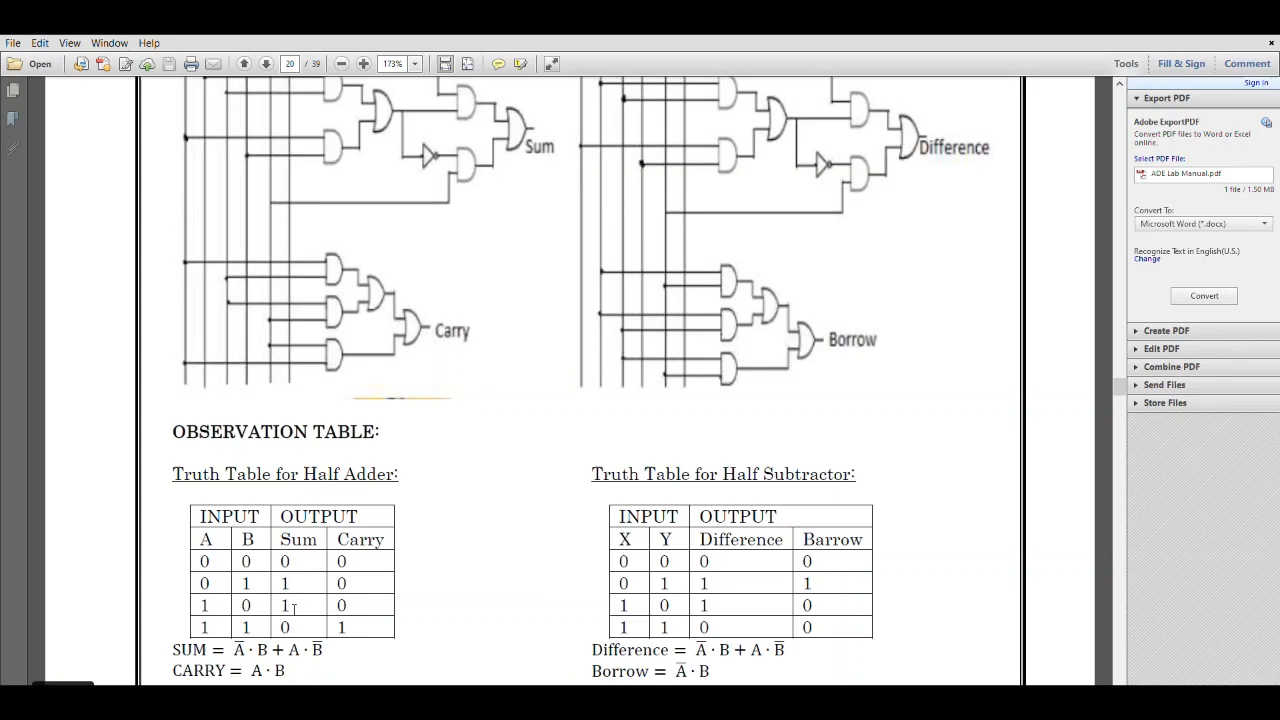 File Edit View Window Help ×
Open 20 / 39 173% Tools Fill & Sign Comment
Sign In
Export PDF
Adobe ExportPDF
Convert PDF files to Word or Excel
online.
Select PDF File:
ADE Lab Manual.pdf
1 file / 1.50 MB
Convert To:
Microsoft Word (*.docx)
Recognize Text in English(U.S.)
Change
Convert
Create PDF
Edit PDF
Combine PDF
Send Files
Store Files
Sum
Difference
Carry
Borrow
OBSERVATION TABLE:
Truth Table for Half Adder:
INPUT OUTPUT
A B Sum Carry
0 0 0 0
0 1 1 0
1 0 1 0
1 1 0 1
SUM = A̅ · B + A · B̅
CARRY = A · B
Truth Table for Half Subtractor:
INPUT OUTPUT
X Y Difference Barrow
0 0 0 0
0 1 1 1
1 0 1 0
1 1 0 0
Difference = A̅ · B + A · B̅
Borrow = A̅ · B